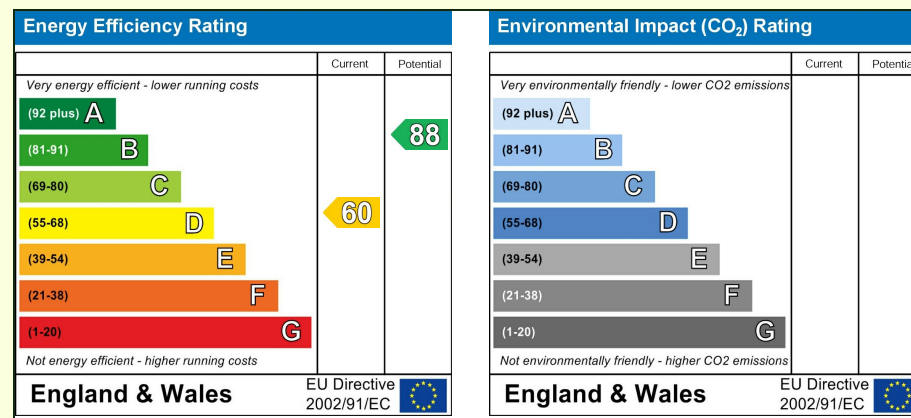 Energy Efficiency Rating
Current Potential
Very energy efficient - lower running costs
(92 plus) A
(81-91) B
88
(69-80) C
(55-68) D
60
(39-54) E
(21-38) F
(1-20) G
Not energy efficient - higher running costs
England & Wales
EU Directive
2002/91/EC
Environmental Impact (CO₂) Rating
Current Potential
Very environmentally friendly - lower CO2 emissions
(92 plus) A
(81-91) B
(69-80) C
(55-68) D
(39-54) E
(21-38) F
(1-20) G
Not environmentally friendly - higher CO2 emissions
England & Wales
EU Directive
2002/91/EC